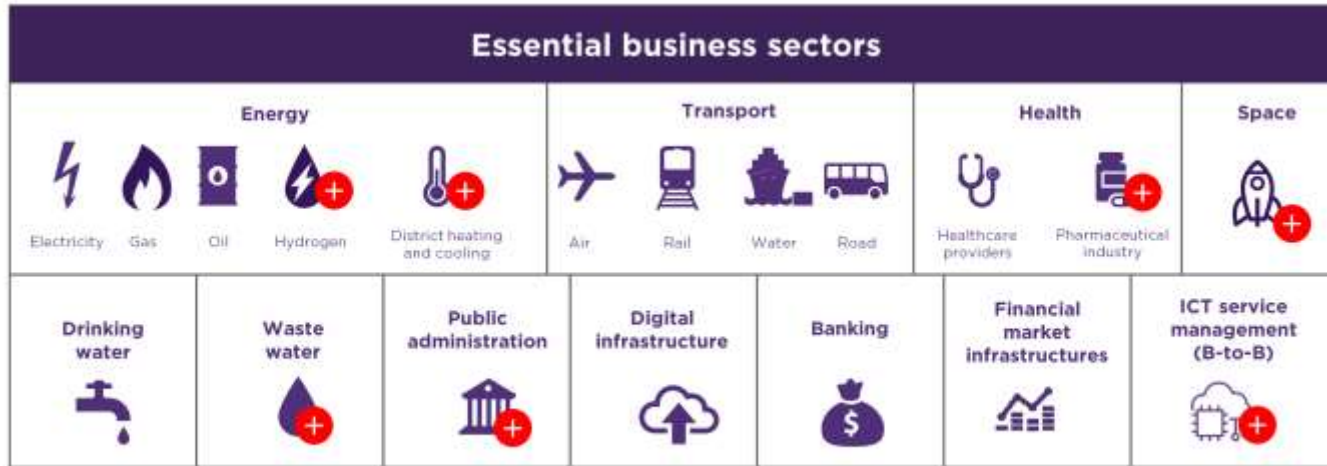 Essential business sectors
Energy
Transport
Health
Space
Electricity
Gas
Oil
Hydrogen
District heating
and cooling
Air
Rail
Water
Road
Healthcare
providers
Pharmaceutical
industry
Drinking
water
Waste
water
Public
administration
Digital
infrastructure
Banking
$
Financial
market
infrastructures
ICT service
management
(B-to-B)